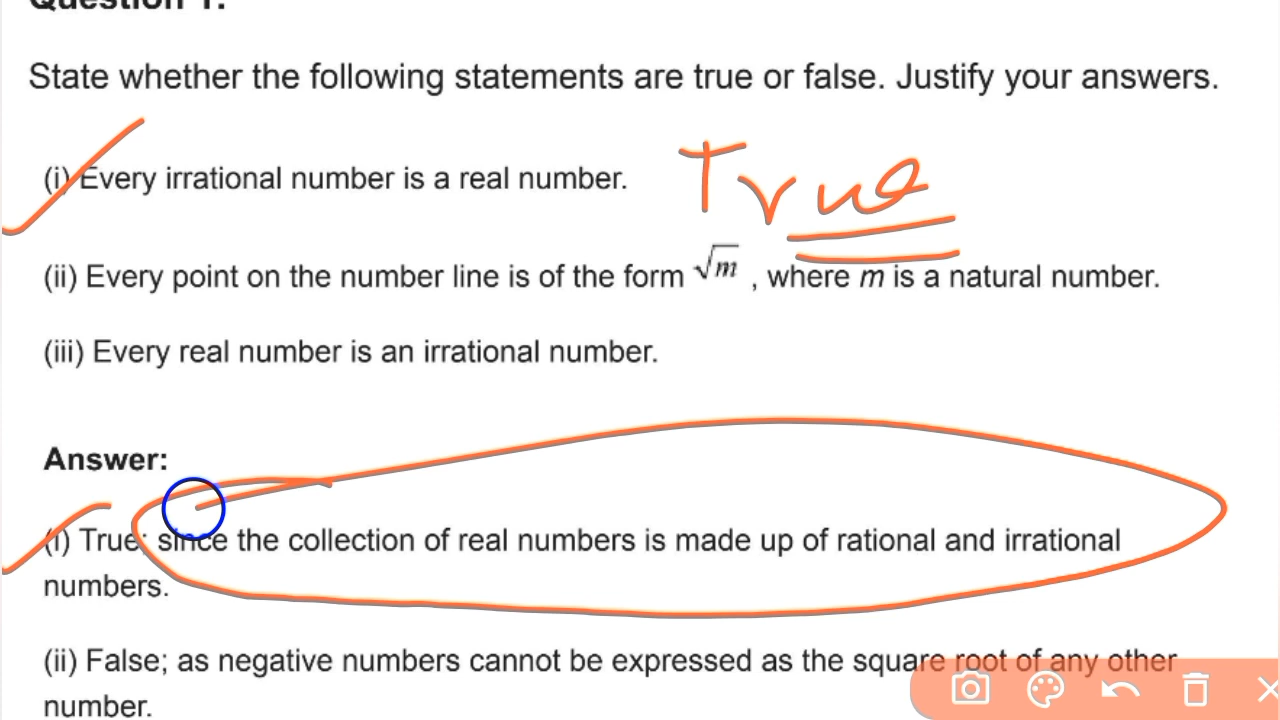 Question 1:
State whether the following statements are true or false. Justify your answers.
(i) Every irrational number is a real number. True
(ii) Every point on the number line is of the form √m , where m is a natural number.
(iii) Every real number is an irrational number.
Answer:
(i) True; since the collection of real numbers is made up of rational and irrational
numbers.
(ii) False; as negative numbers cannot be expressed as the square root of any other
number.